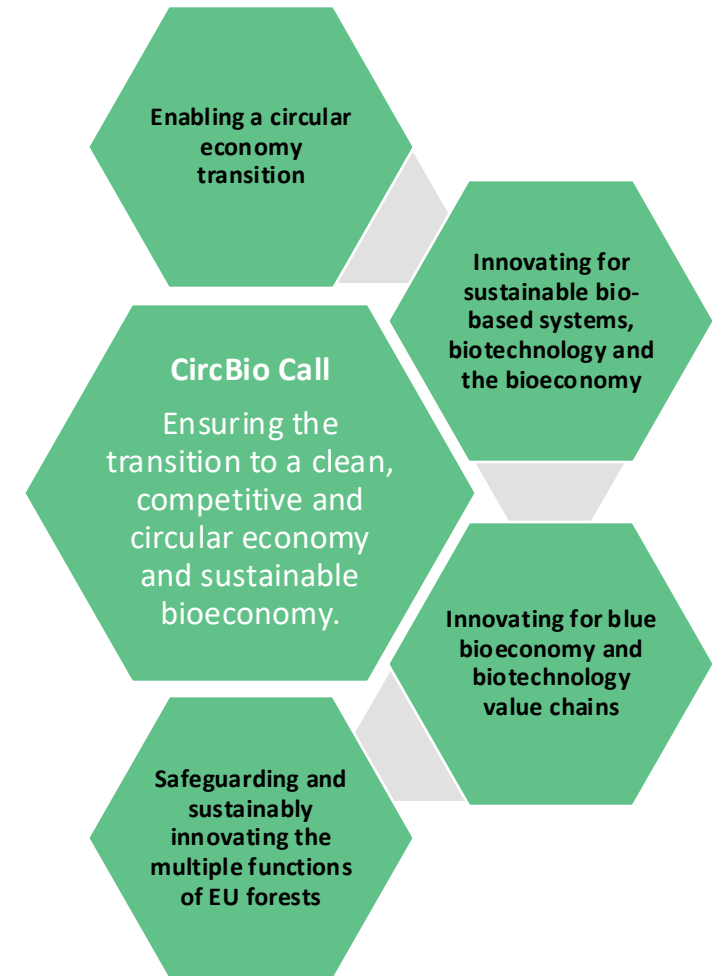 Enabling a circular
economy
transition
Innovating for
sustainable bio-
based systems,
biotechnology and
the bioeconomy
CircBio Call
Ensuring the
transition to a clean,
competitive and
circular economy
and sustainable
bioeconomy.
Innovating for blue
bioeconomy and
biotechnology
value chains
Safeguarding and
sustainably
innovating the
multiple functions
of EU forests